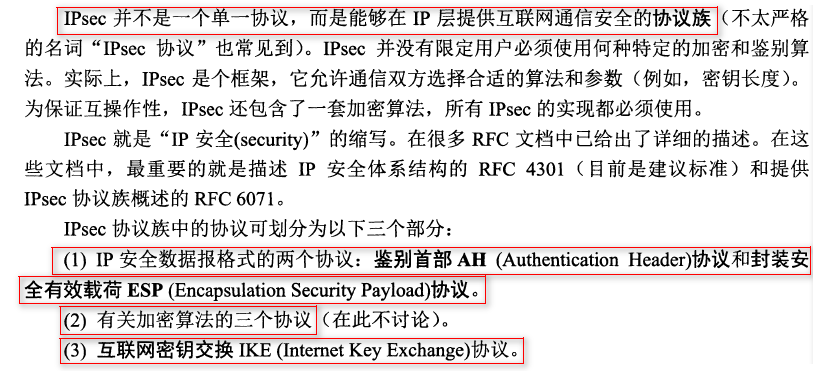 IPsec 并不是一个单一协议，而是能够在 IP 层提供互联网通信安全的协议族（不太严格
的名词“IPsec 协议”也常见到）。IPsec 并没有限定用户必须使用何种特定的加密和鉴别算
法。实际上，IPsec 是个框架，它允许通信双方选择合适的算法和参数（例如，密钥长度）。
为保证互操作性，IPsec 还包含了一套加密算法，所有 IPsec 的实现都必须使用。
IPsec 就是“IP 安全(security)”的缩写。在很多 RFC 文档中已给出了详细的描述。在这
些文档中，最重要的就是描述 IP 安全体系结构的 RFC 4301（目前是建议标准）和提供
IPsec 协议族概述的 RFC 6071。
IPsec 协议族中的协议可划分为以下三个部分：
(1) IP 安全数据报格式的两个协议：鉴别首部 AH (Authentication Header)协议和封装安
全有效载荷 ESP (Encapsulation Security Payload)协议。
(2) 有关加密算法的三个协议（在此不讨论）。
(3) 互联网密钥交换 IKE (Internet Key Exchange)协议。